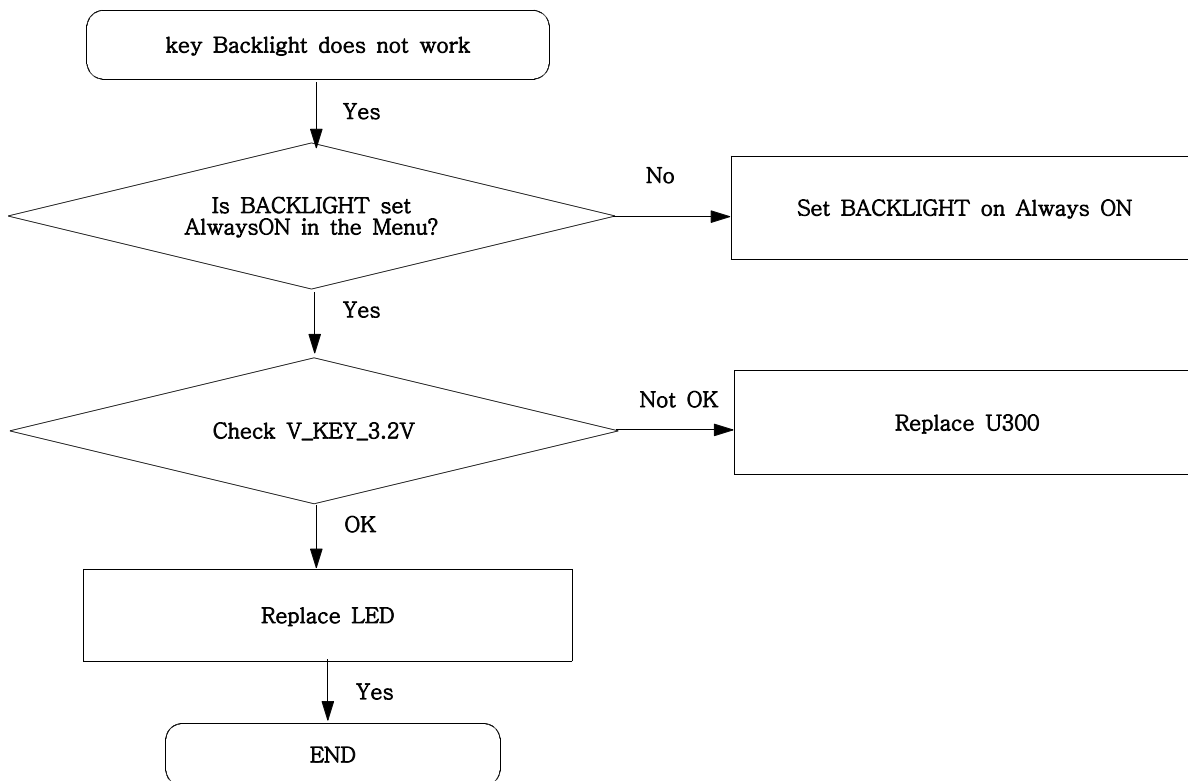 key Backlight does not work
Yes
Is BACKLIGHT set
AlwaysON in the Menu?
No
Set BACKLIGHT on Always ON
Yes
Check V_KEY_3.2V
Not OK
Replace U300
OK
Replace LED
Yes
END